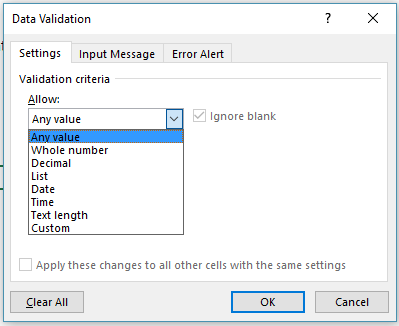 Data Validation
?
Settings
Input Message
Error Alert
Validation criteria
Allow:
Any value
Ignore blank
Any value
Whole number
Decimal
List
Date
Time
Text length
Custom
Apply these changes to all other cells with the same settings
Clear All
OK
Cancel